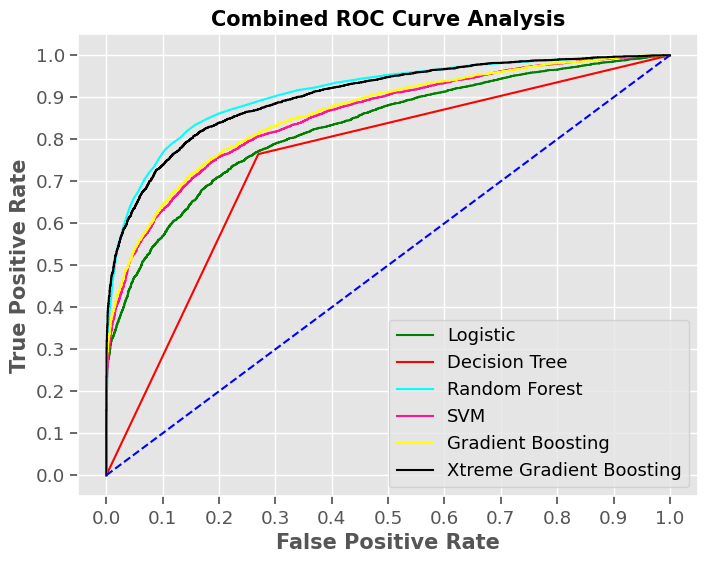 Combined ROC Curve Analysis
True Positive Rate
1.0
0.9
0.8
0.7
0.6
0.5
0.4
0.3
0.2
0.1
0.0
Logistic
Decision Tree
Random Forest
SVM
Gradient Boosting
Xtreme Gradient Boosting
0.0 0.1 0.2 0.3 0.4 0.5 0.6 0.7 0.8 0.9 1.0
False Positive Rate